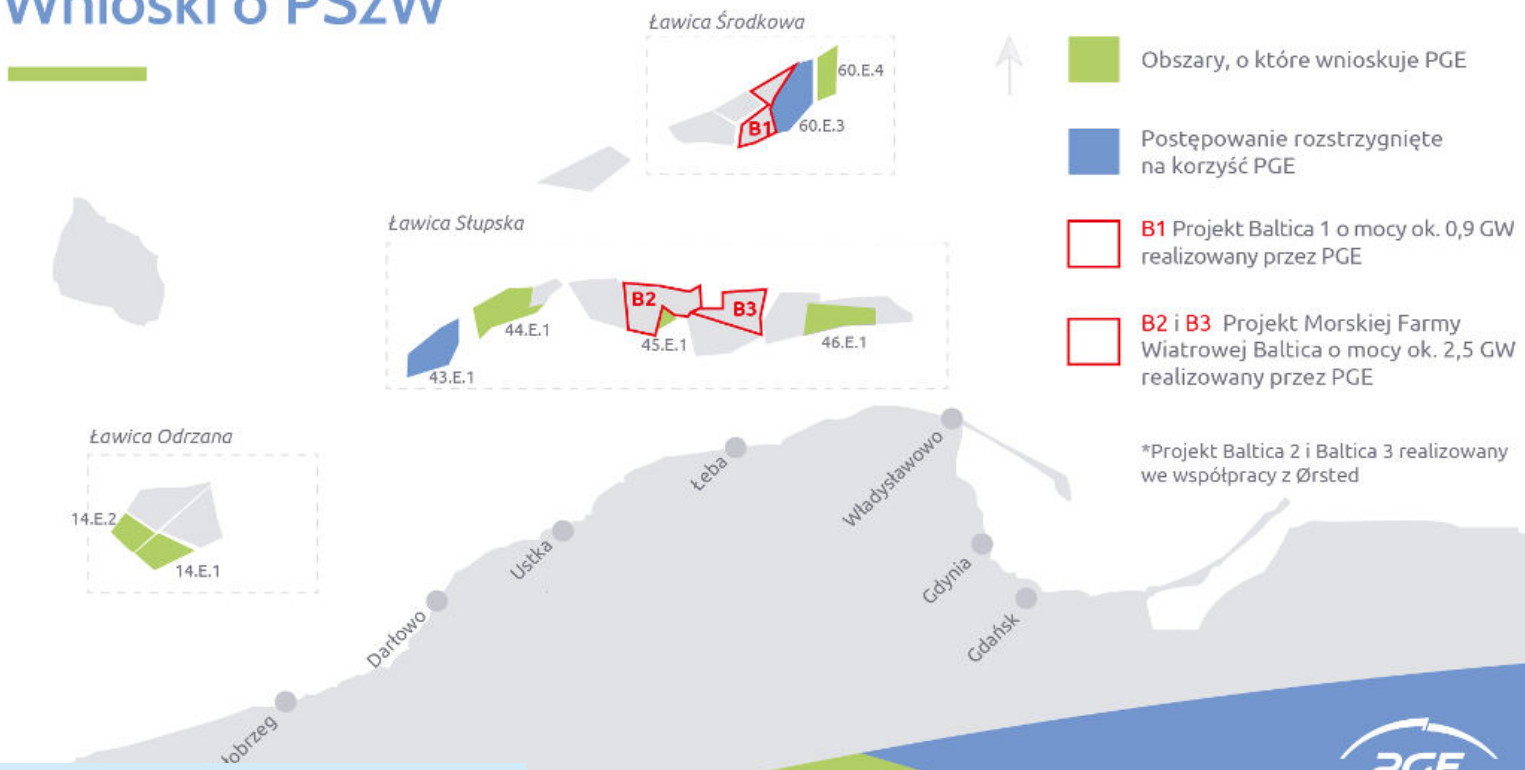 Wnioski o PSzW
Ławica Środkowa
60.E.4
B1
60.E.3
Ławica Słupska
B2
B3
44.E.1
45.E.1
46.E.1
43.E.1
Ławica Odrzana
14.E.2
14.E.1
Łeba
Władysławowo
Ustka
Gdynia
Darłowo
Gdańsk
łobrzeg
Obszary, o które wnioskuje PGE
Postępowanie rozstrzygnięte
na korzyść PGE
B1 Projekt Baltica 1 o mocy ok. 0,9 GW
realizowany przez PGE
B2 i B3 Projekt Morskiej Farmy
Wiatrowej Baltica o mocy ok. 2,5 GW
realizowany przez PGE
*Projekt Baltica 2 i Baltica 3 realizowany
we współpracy z Ørsted
PGE